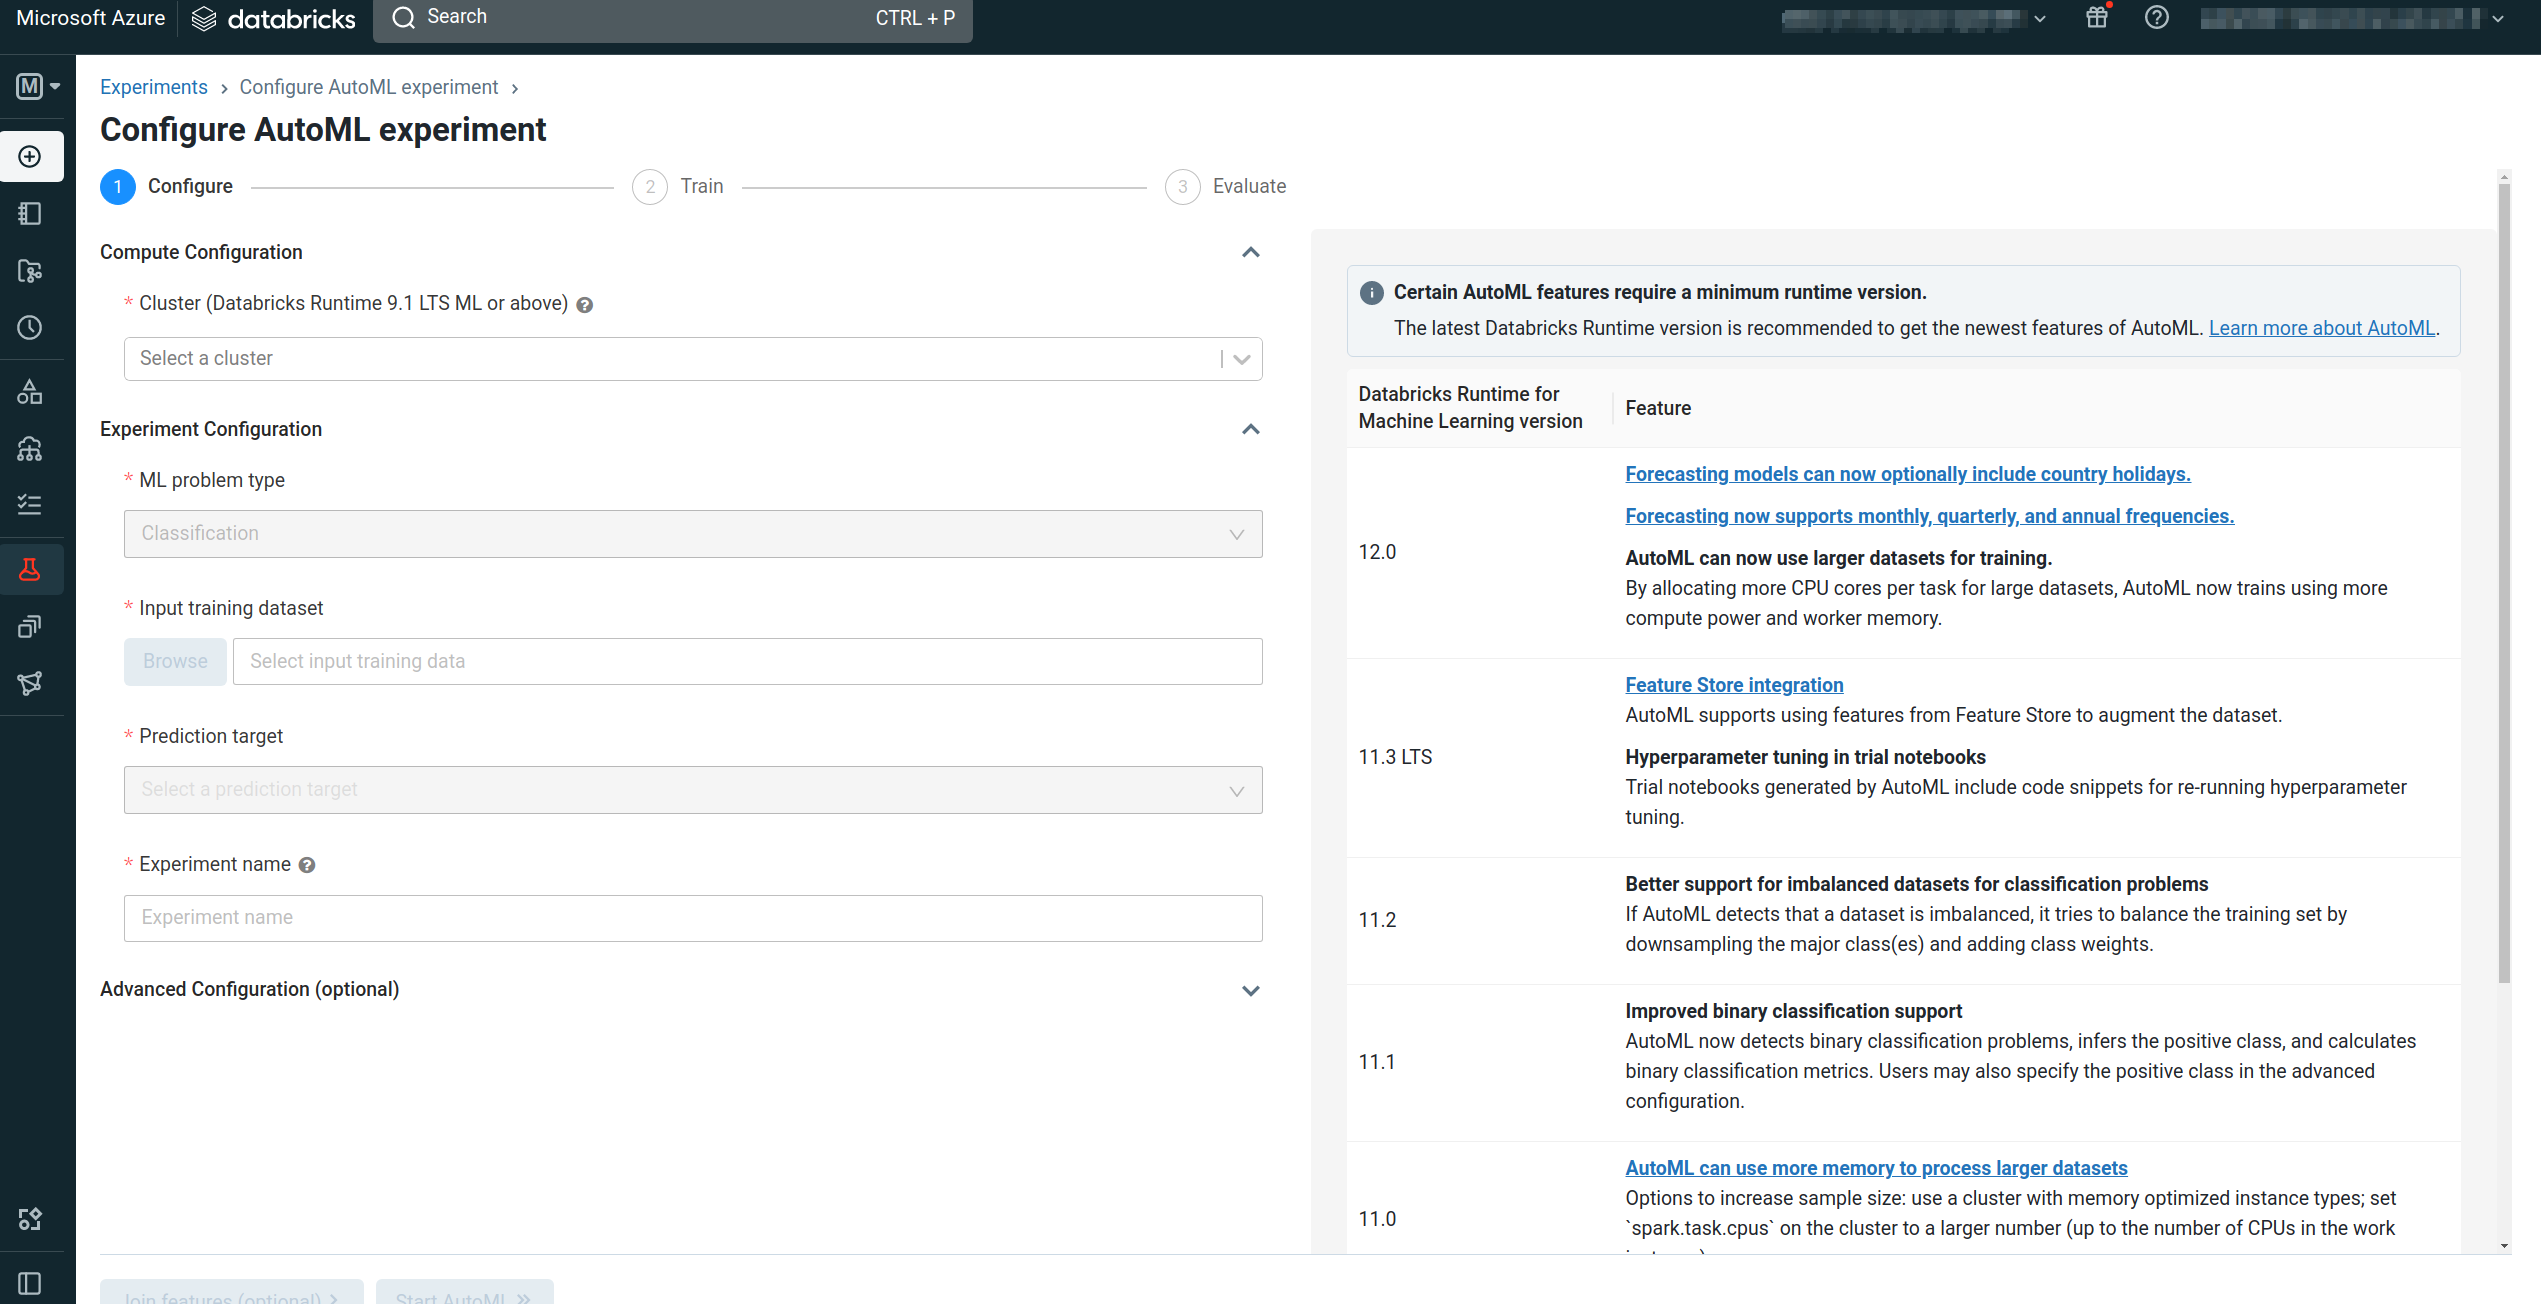 Microsoft Azure
databricks
Search
CTRL + P
M
Experiments > Configure AutoML experiment >
Configure AutoML experiment
1 Configure
2 Train
3 Evaluate
Compute Configuration
* Cluster (Databricks Runtime 9.1 LTS ML or above) ?
Select a cluster
Experiment Configuration
* ML problem type
Classification
* Input training dataset
Browse
Select input training data
* Prediction target
Select a prediction target
* Experiment name ?
Experiment name
Advanced Configuration (optional)
Join features (optional) >
Start AutoML >>
Certain AutoML features require a minimum runtime version.
The latest Databricks Runtime version is recommended to get the newest features of AutoML. Learn more about AutoML.
Databricks Runtime for
Machine Learning version
Feature
12.0
Forecasting models can now optionally include country holidays.
Forecasting now supports monthly, quarterly, and annual frequencies.
AutoML can now use larger datasets for training.
By allocating more CPU cores per task for large datasets, AutoML now trains using more
compute power and worker memory.
11.3 LTS
Feature Store integration
AutoML supports using features from Feature Store to augment the dataset.
Hyperparameter tuning in trial notebooks
Trial notebooks generated by AutoML include code snippets for re-running hyperparameter
tuning.
11.2
Better support for imbalanced datasets for classification problems
If AutoML detects that a dataset is imbalanced, it tries to balance the training set by
downsampling the major class(es) and adding class weights.
11.1
Improved binary classification support
AutoML now detects binary classification problems, infers the positive class, and calculates
binary classification metrics. Users may also specify the positive class in the advanced
configuration.
11.0
AutoML can use more memory to process larger datasets
Options to increase sample size: use a cluster with memory optimized instance types; set
`spark.task.cpus` on the cluster to a larger number (up to the number of CPUs in the work